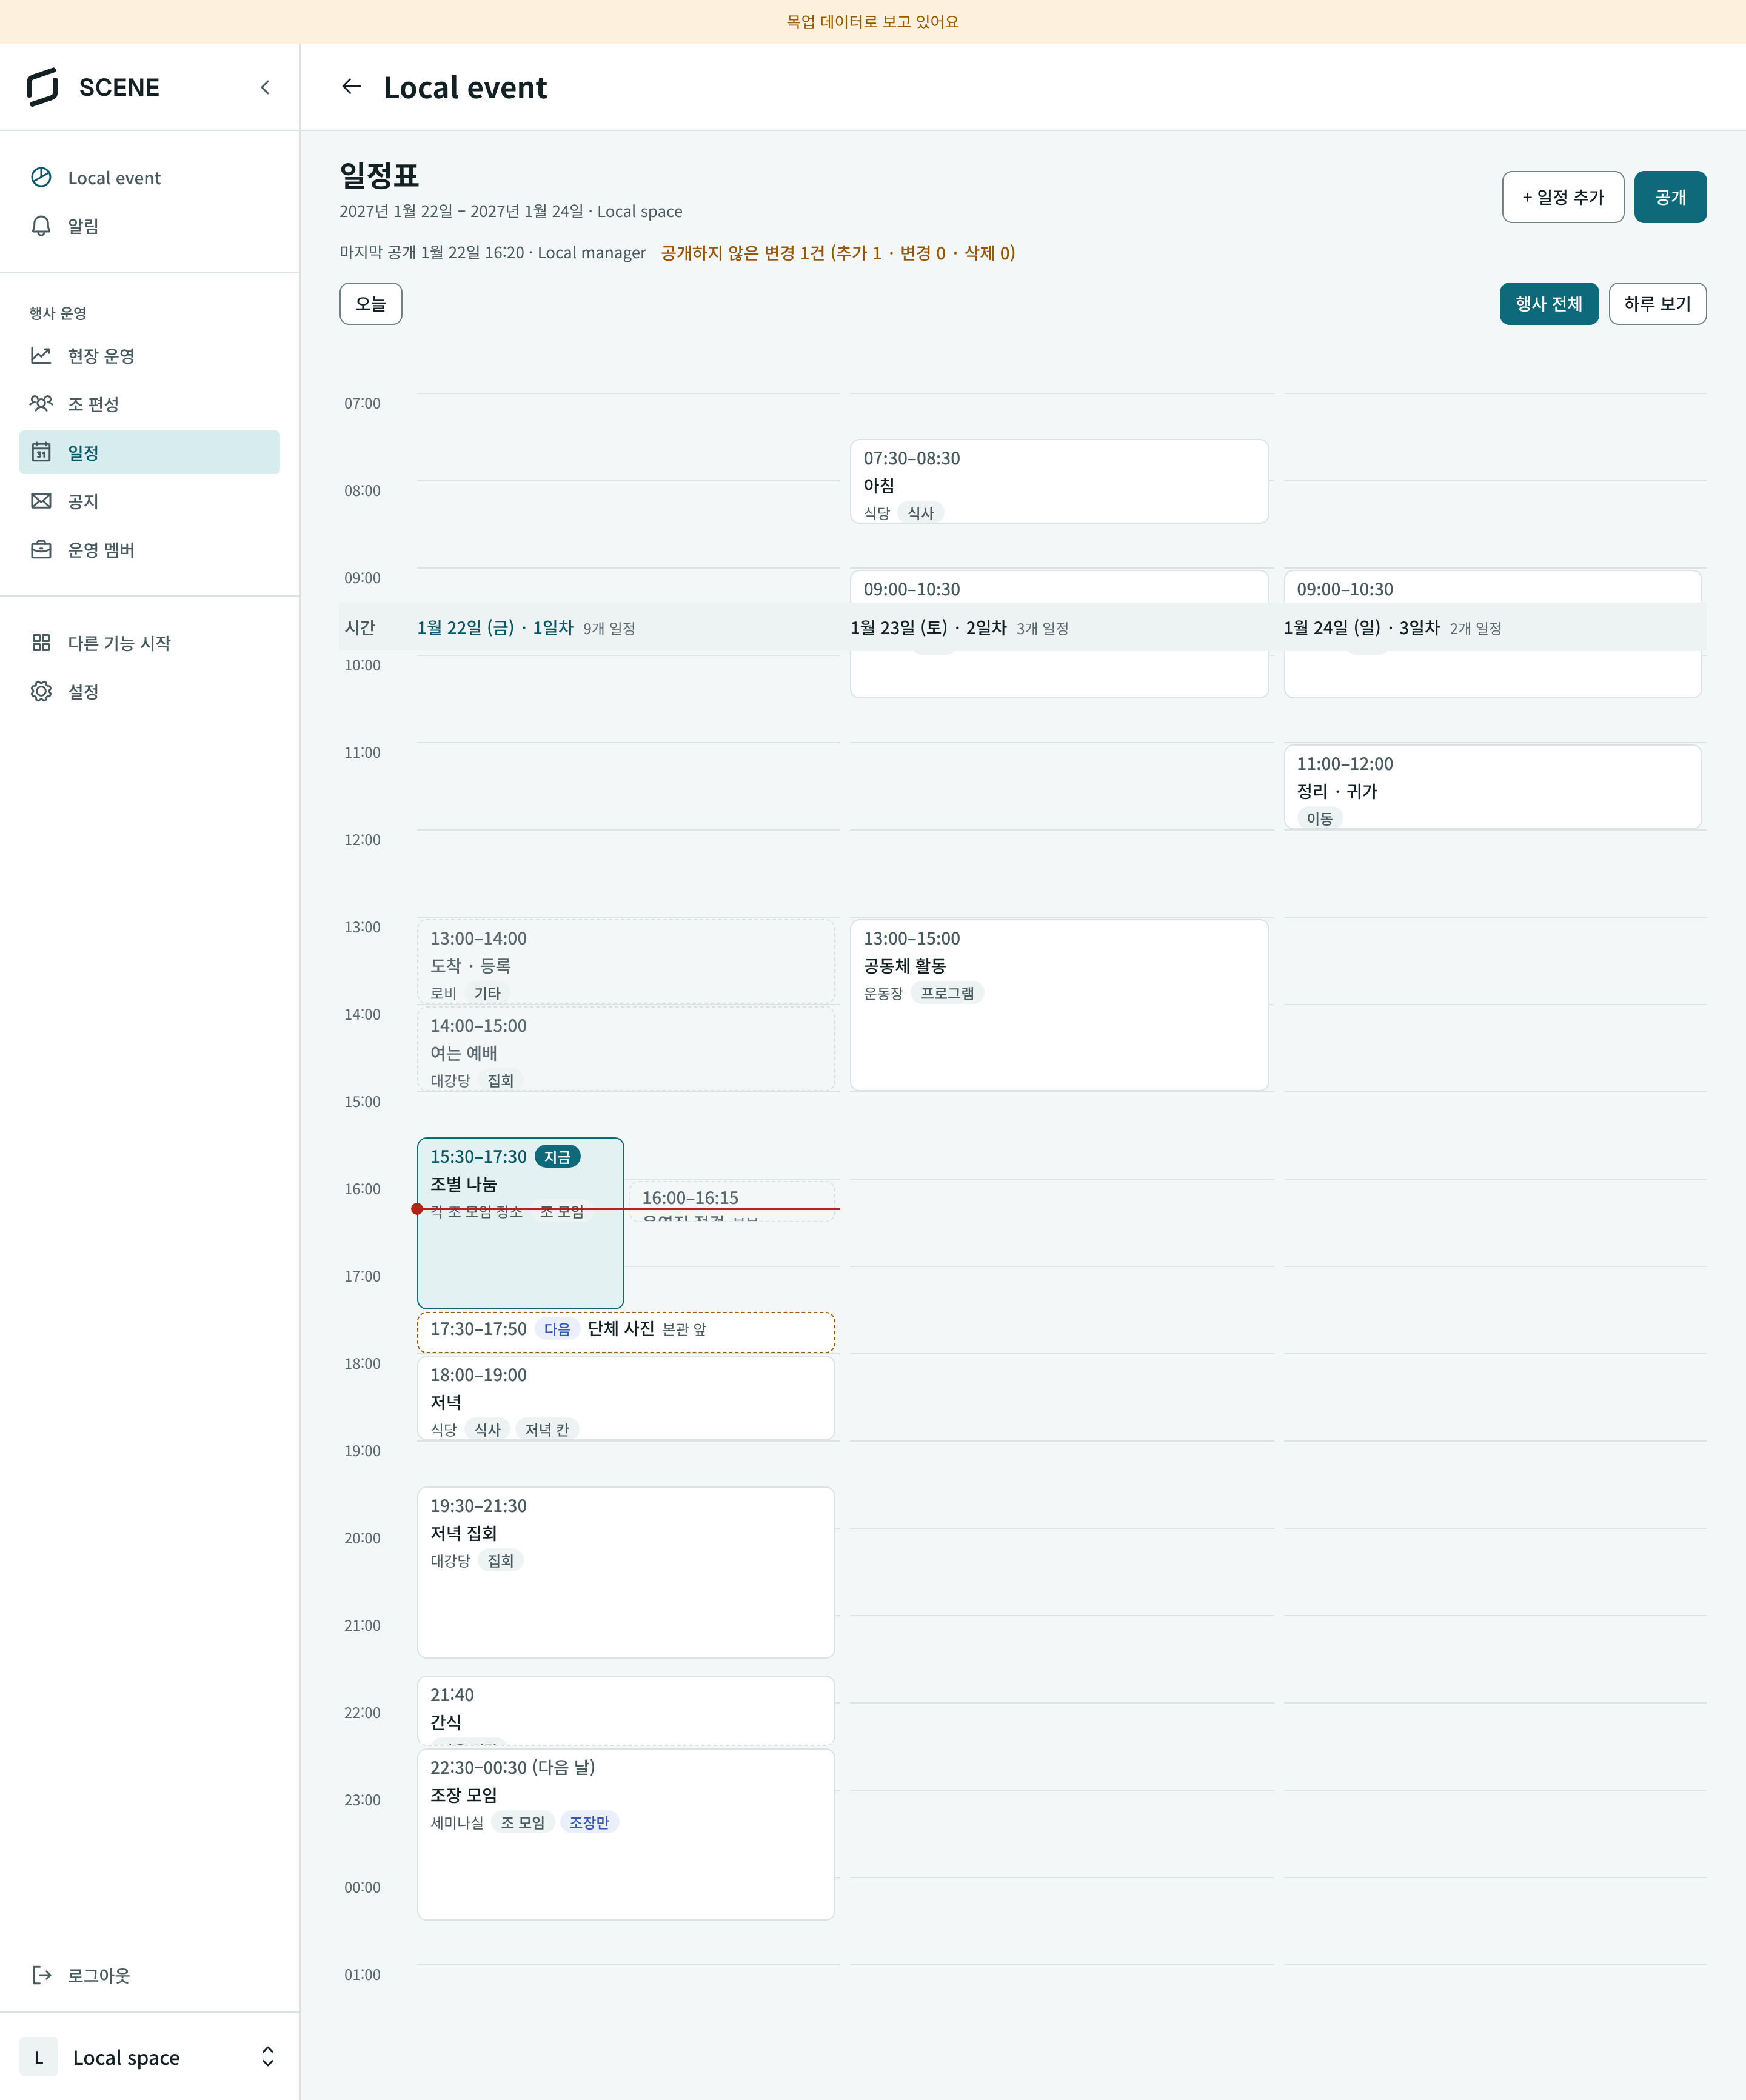 목업 데이터로 보고 있어요
SCENE
Local event
알림
행사 운영
현장 운영
조 편성
일정
공지
운영 멤버
다른 기능 시작
설정
로그아웃
L Local space
Local event
일정표
2027년 1월 22일 – 2027년 1월 24일 · Local space
+ 일정 추가
공개
마지막 공개 1월 22일 16:20 · Local manager 공개하지 않은 변경 1건 (추가 1 · 변경 0 · 삭제 0)
오늘
행사 전체
하루 보기
07:00
07:30–08:30
아침
식당 식사
08:00
09:00
09:00–10:30
09:00–10:30
시간
1월 22일 (금) · 1일차 9개 일정
1월 23일 (토) · 2일차 3개 일정
1월 24일 (일) · 3일차 2개 일정
10:00
11:00
11:00–12:00
정리 · 귀가
이동
12:00
13:00
13:00–14:00
도착 · 등록
로비 기타
13:00–15:00
공동체 활동
운동장 프로그램
14:00
14:00–15:00
여는 예배
대강당 집회
15:00
15:30–17:30 지금
조별 나눔
각 조 모임 장소 조 모임
16:00
16:00–16:15
17:00
17:30–17:50 다음 단체 사진 본관 앞
18:00
18:00–19:00
저녁
식당 식사 저녁 칸
19:00
19:30–21:30
저녁 집회
대강당 집회
20:00
21:00
21:40
간식
22:00
22:30–00:30 (다음 날)
조장 모임
세미나실 조 모임 조장만
23:00
00:00
01:00